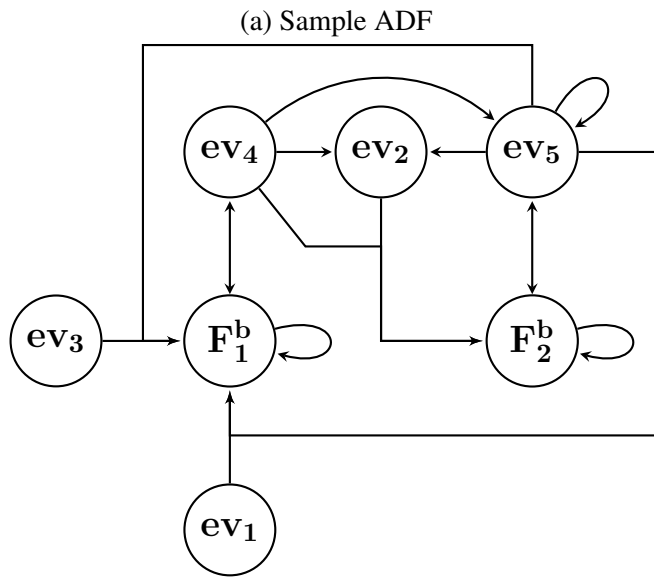 (a) Sample ADF
ev₄ ev₂ ev₅
ev₃ F₁ᵇ F₂ᵇ
ev₁